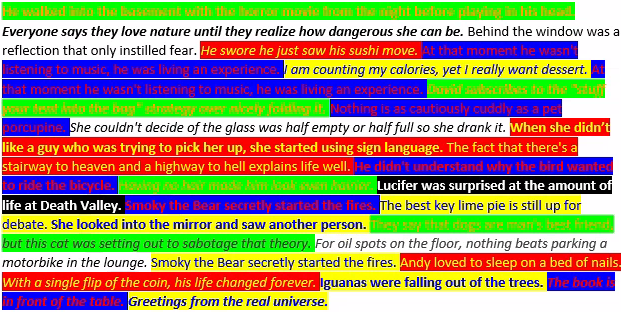 He walked into the basement with the horror movie from the night before playing in his head.
Everyone says they love nature until they realize how dangerous she can be. Behind the window was a
reflection that only instilled fear. He swore he just saw his sushi move. At that moment he wasn't
listening to music, he was living an experience. I am counting my calories, yet I really want dessert. At
that moment he wasn't listening to music, he was living an experience. David subscribes to the "stuff
your tent into the bag" strategy over nicely folding it. Nothing is as cautiously cuddly as a pet
porcupine. She couldn't decide of the glass was half empty or half full so she drank it. When she didn’t
like a guy who was trying to pick her up, she started using sign language. The fact that there's a
stairway to heaven and a highway to hell explains life well. He didn't understand why the bird wanted
to ride the bicycle. Having no hair made him look even hairier. Lucifer was surprised at the amount of
life at Death Valley. Smoky the Bear secretly started the fires. The best key lime pie is still up for
debate. She looked into the mirror and saw another person. They say that dogs are man's best friend,
but this cat was setting out to sabotage that theory. For oil spots on the floor, nothing beats parking a
motorbike in the lounge. Smoky the Bear secretly started the fires. Andy loved to sleep on a bed of nails.
With a single flip of the coin, his life changed forever. Iguanas were falling out of the trees. The book is
in front of the table. Greetings from the real universe.